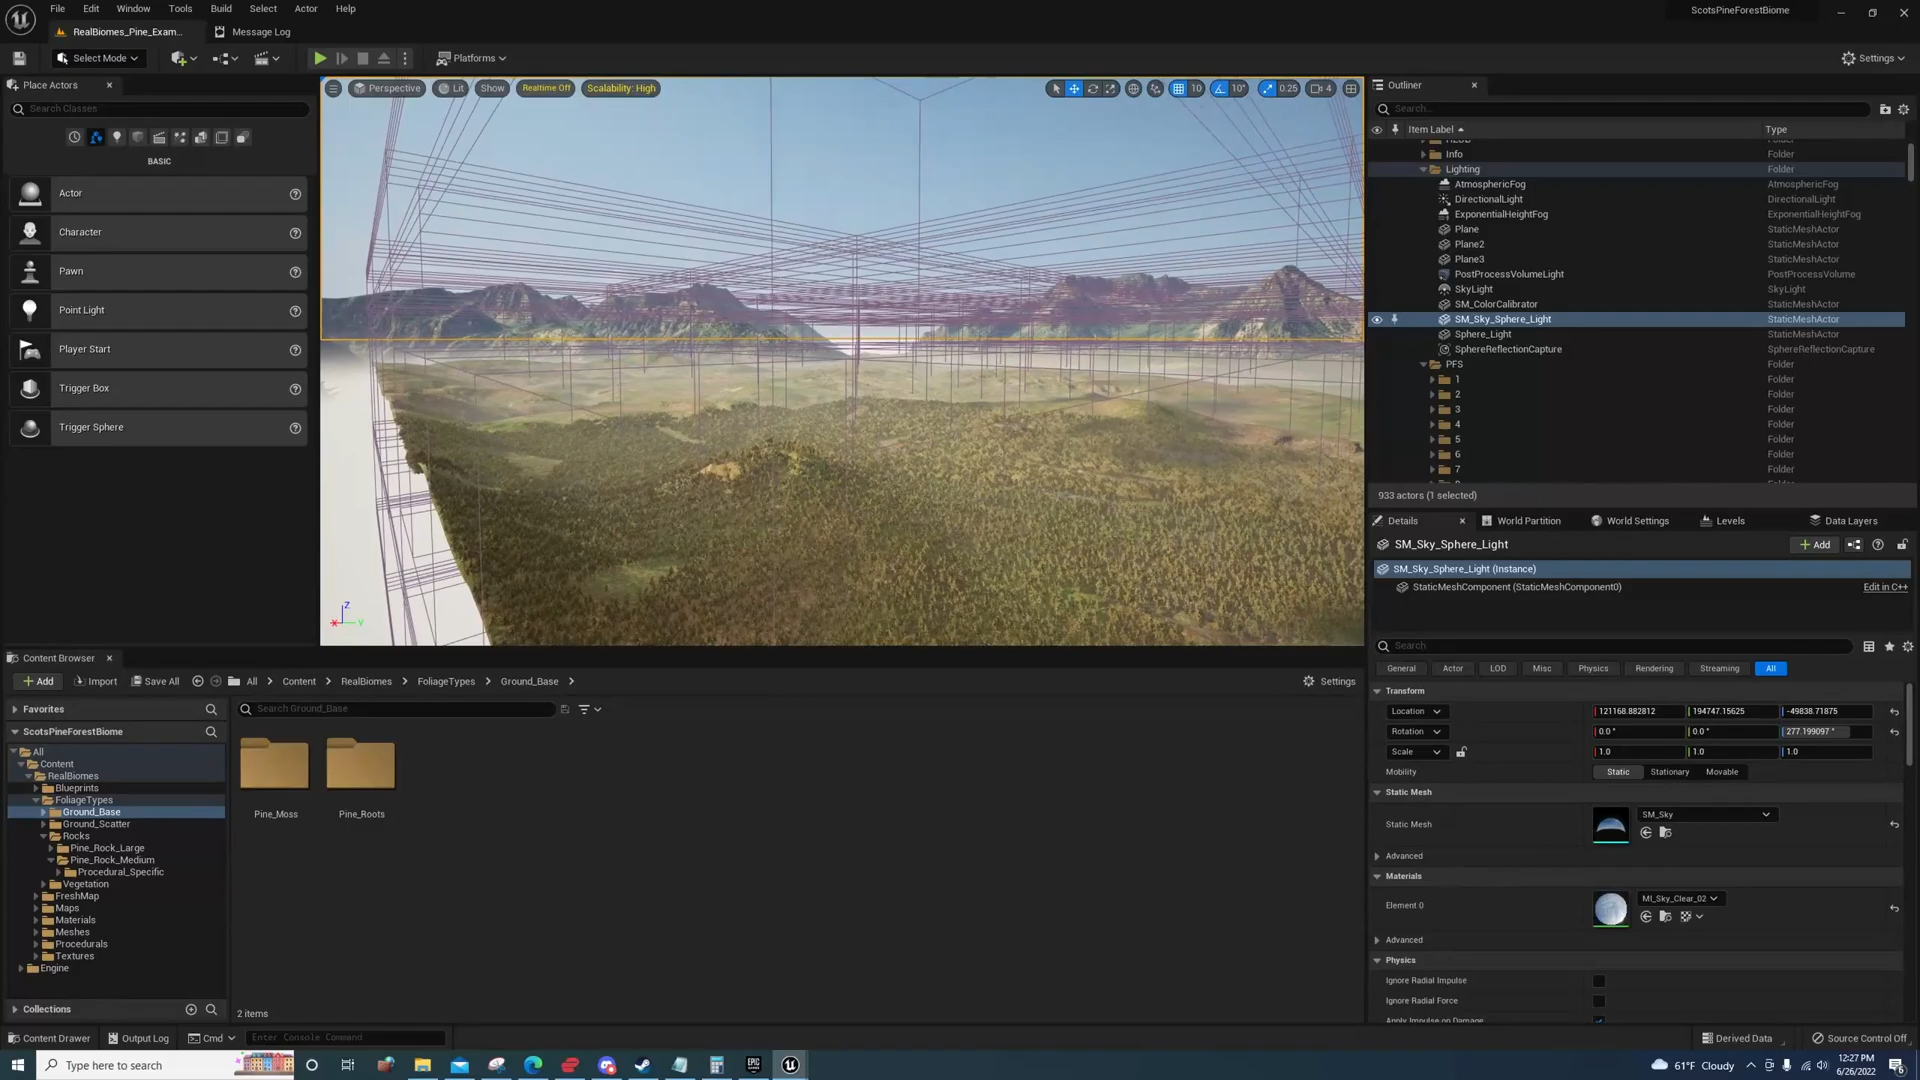 File Edit Window Tools Build Select Actor Help
ScotsPineForestBiome
RealBiomes_Pine_Exam...
Message Log
Select Mode
Platforms
Settings
Place Actors
Search Classes
BASIC
Actor
Character
Pawn
Point Light
Player Start
Trigger Box
Trigger Sphere
Perspective Lit Show Realtime Off Scalability: High
10 10° 0.25 4
Z
X Y
Outliner
Search...
Item Label Type
Info Folder
Lighting Folder
AtmosphericFog AtmosphericFog
DirectionalLight DirectionalLight
ExponentialHeightFog ExponentialHeightFog
Plane StaticMeshActor
Plane2 StaticMeshActor
Plane3 StaticMeshActor
PostProcessVolumeLight PostProcessVolume
SkyLight SkyLight
SM_ColorCalibrator StaticMeshActor
SM_Sky_Sphere_Light StaticMeshActor
Sphere_Light StaticMeshActor
SphereReflectionCapture SphereReflectionCapture
PFS Folder
1 Folder
2 Folder
3 Folder
4 Folder
5 Folder
6 Folder
7 Folder
933 actors (1 selected)
Details World Partition World Settings Levels Data Layers
SM_Sky_Sphere_Light
+ Add
SM_Sky_Sphere_Light (Instance)
StaticMeshComponent (StaticMeshComponent0) Edit in C++
Search
General Actor LOD Misc Physics Rendering Streaming All
Transform
Location 121168.882812 194747.15625 -49838.71875
Rotation 0.0 ° 0.0 ° 277.199097 °
Scale 1.0 1.0 1.0
Mobility Static Stationary Movable
Static Mesh
Static Mesh SM_Sky
Advanced
Materials
Element 0 MI_Sky_Clear_02
Advanced
Physics
Ignore Radial Impulse
Ignore Radial Force
Apply Impulse on Damage
Content Browser
+ Add Import Save All All > Content > RealBiomes > FoliageTypes > Ground_Base > Settings
Favorites
Search Ground_Base
ScotsPineForestBiome
All
Content
RealBiomes
Blueprints
FoliageTypes
Ground_Base
Ground_Scatter
Rocks
Pine_Rock_Large
Pine_Rock_Medium
Procedural_Specific
Vegetation
FreshMap
Maps
Materials
Meshes
Procedurals
Textures
Engine
Pine_Moss
Pine_Roots
Collections
2 items
Content Drawer Output Log Cmd Enter Console Command Derived Data Source Control Off
Type here to search
EPIC
61°F Cloudy
12:27 PM
6/26/2022
6